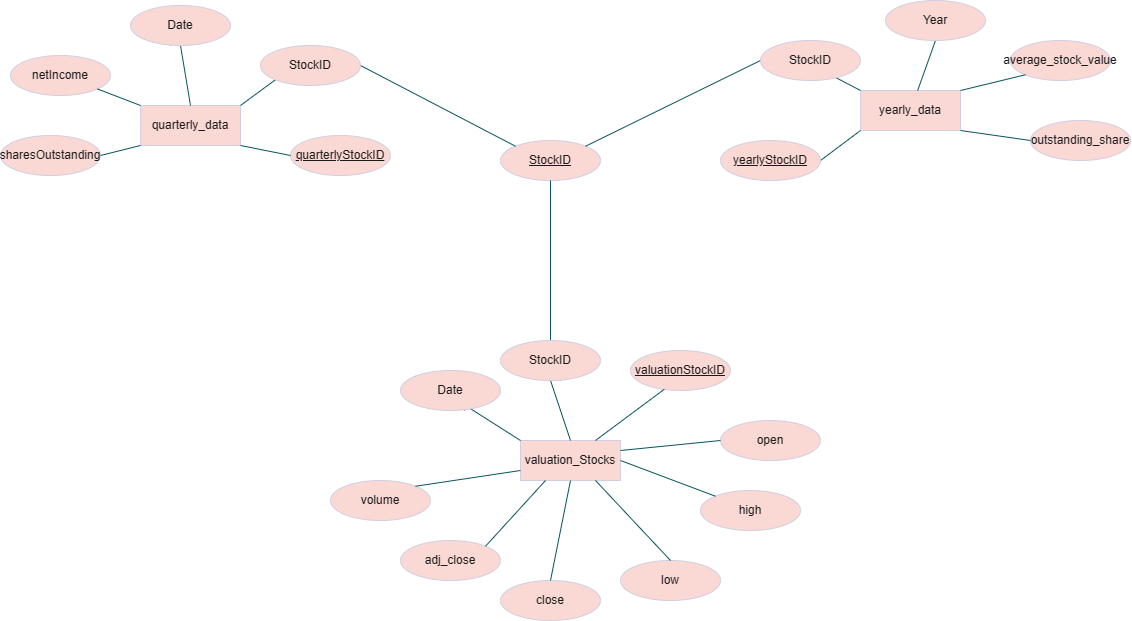 Date
StockID
netIncome
quarterly_data
sharesOutstanding
quarterlyStockID
StockID
Year
StockID
average_stock_value
yearly_data
outstanding_share
yearlyStockID
StockID
valuationStockID
Date
open
valuation_Stocks
volume
high
adj_close
low
close